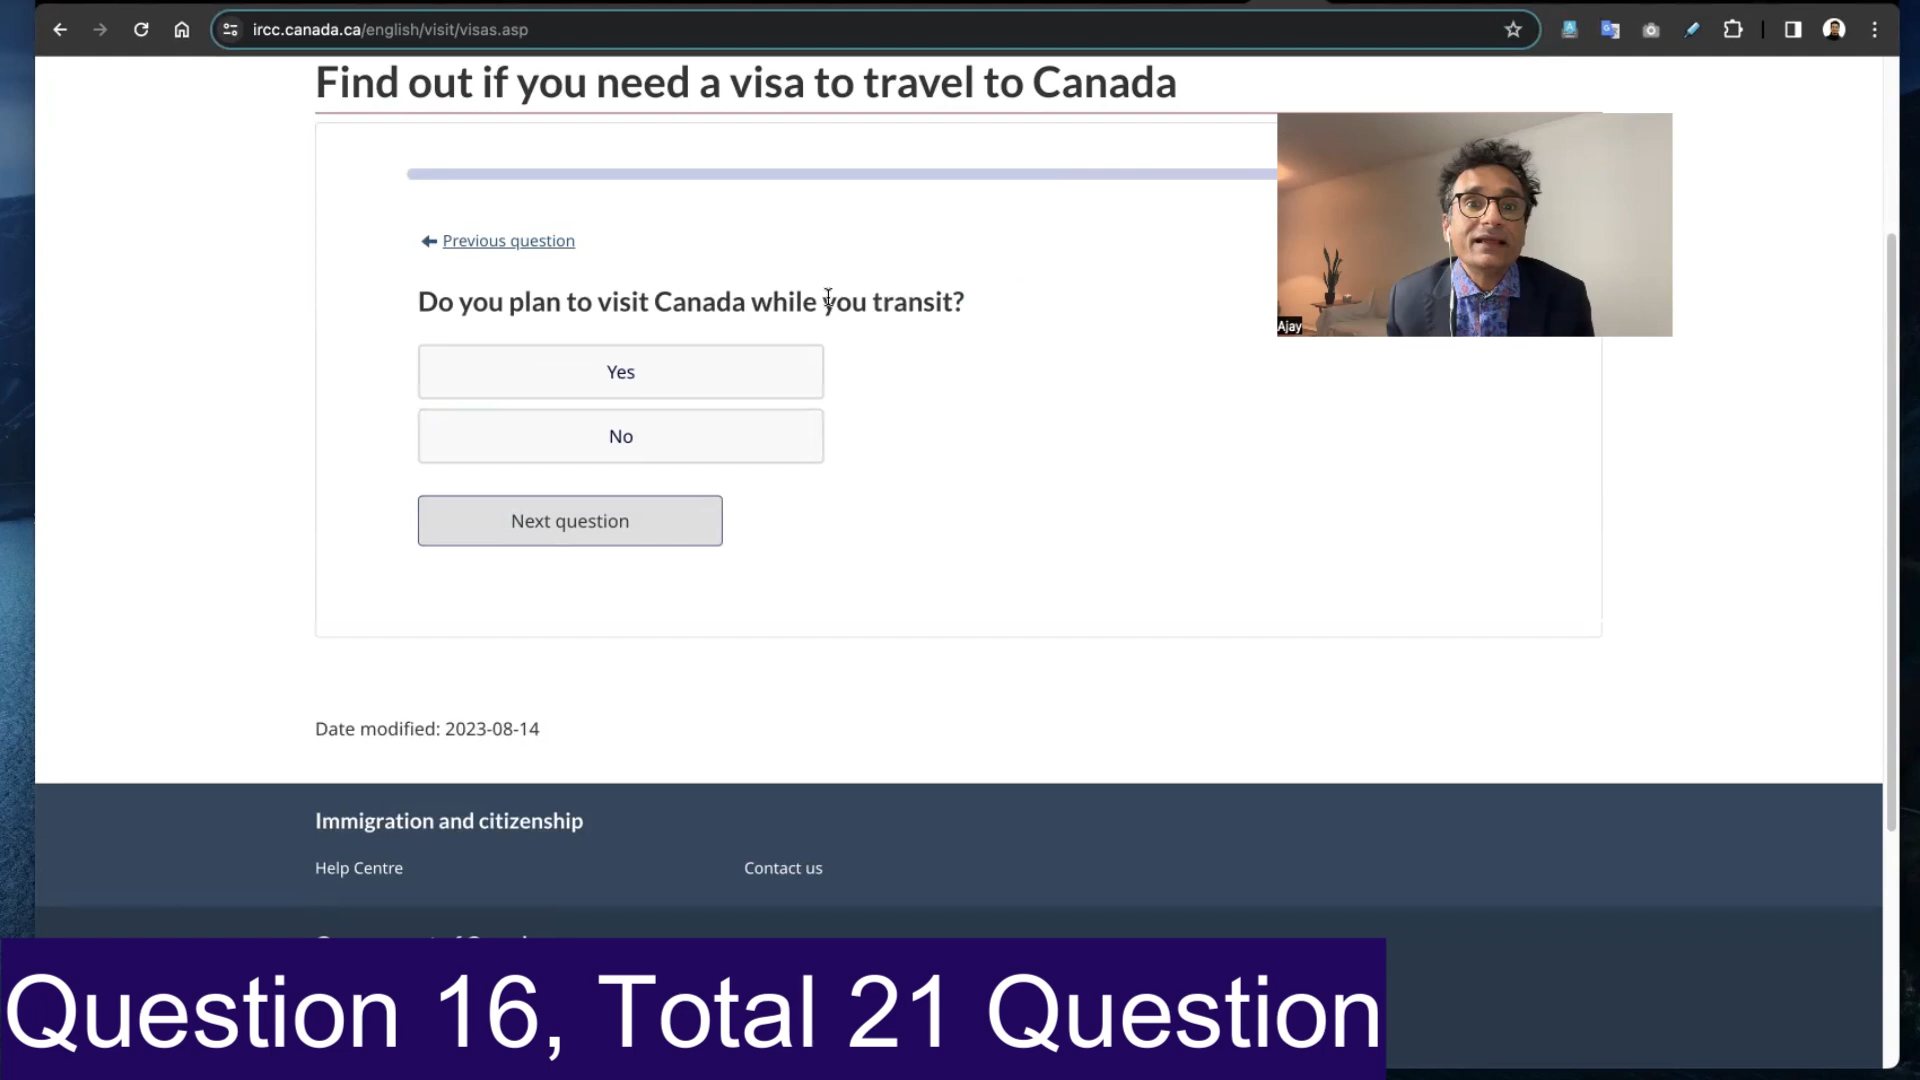 ircc.canada.ca/english/visit/visas.asp
Find out if you need a visa to travel to Canada
Previous question
Do you plan to visit Canada while you transit?
Yes
No
Next question
Ajay
Date modified: 2023-08-14
Immigration and citizenship
Help Centre
Contact us
Question 16, Total 21 Question